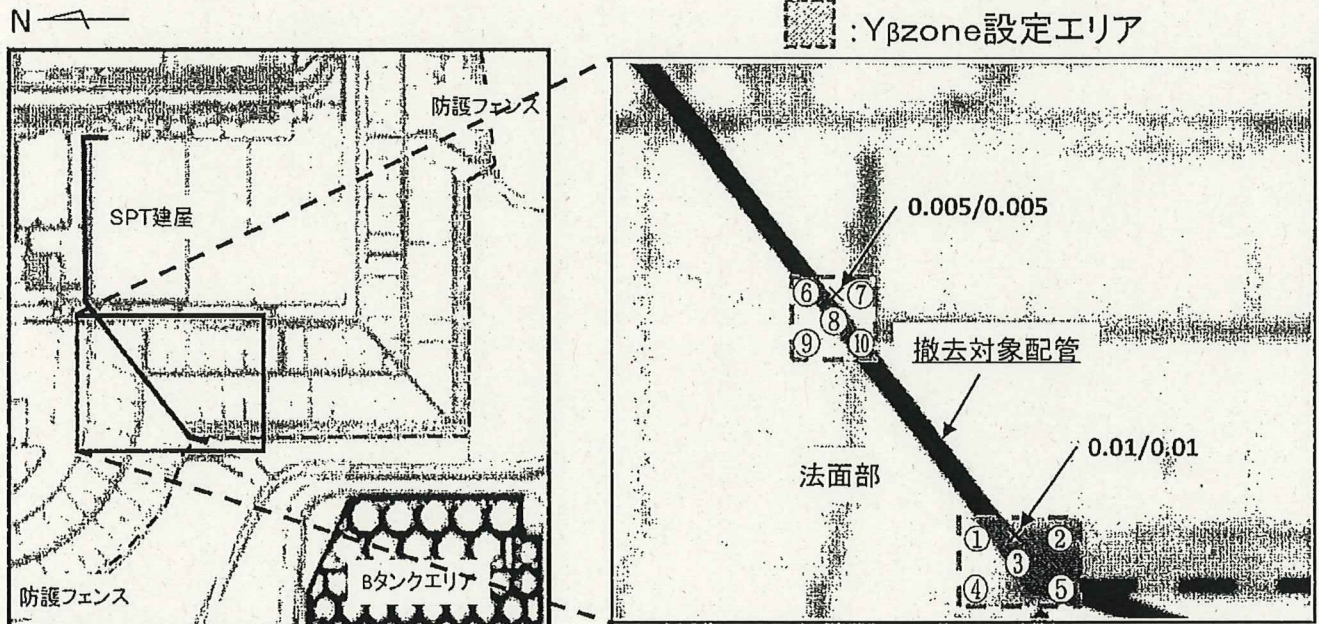 N
:Yβzone設定エリア
防護フェンス
SPT建屋
Bタンクエリア
防護フェンス
0.005/0.005
⑥ ⑦
⑧
⑨ ⑩
撤去対象配管
法面部
0.01/0.01
① ②
③
④ ⑤